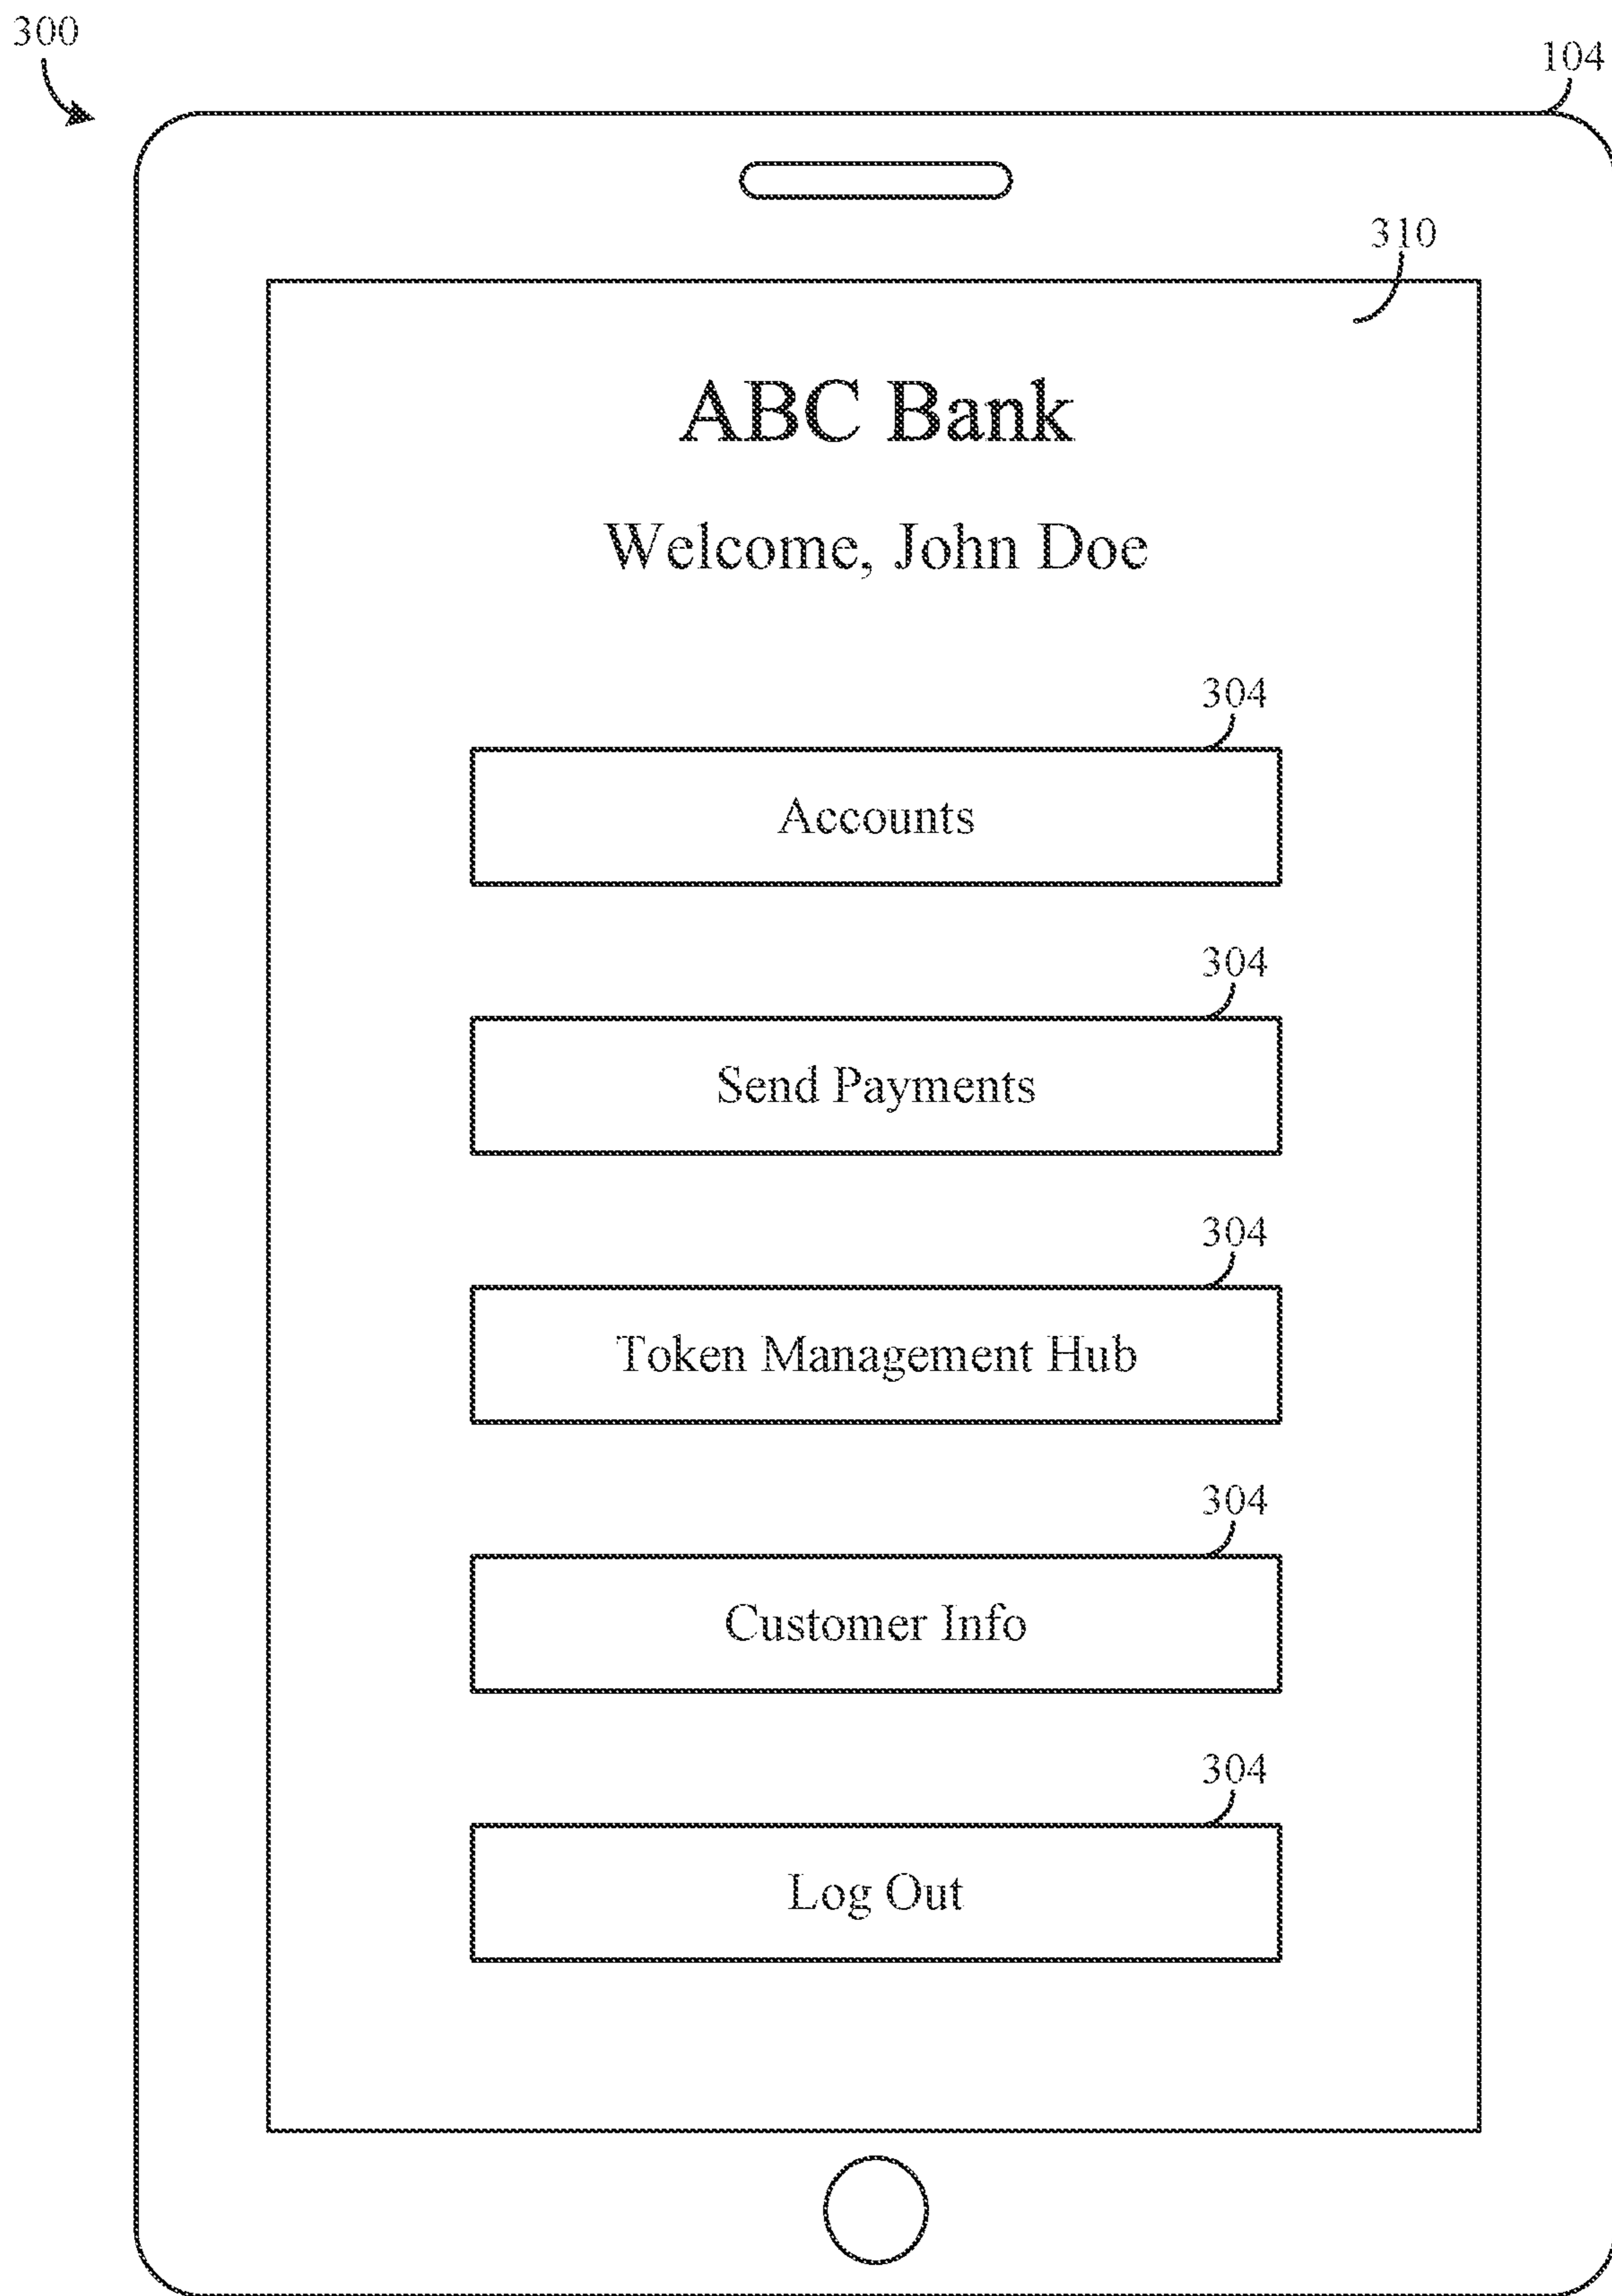 300
104
310
ABC Bank
Welcome, John Doe
304
Accounts
304
Send Payments
304
Token Management Hub
304
Customer Info
304
Log Out